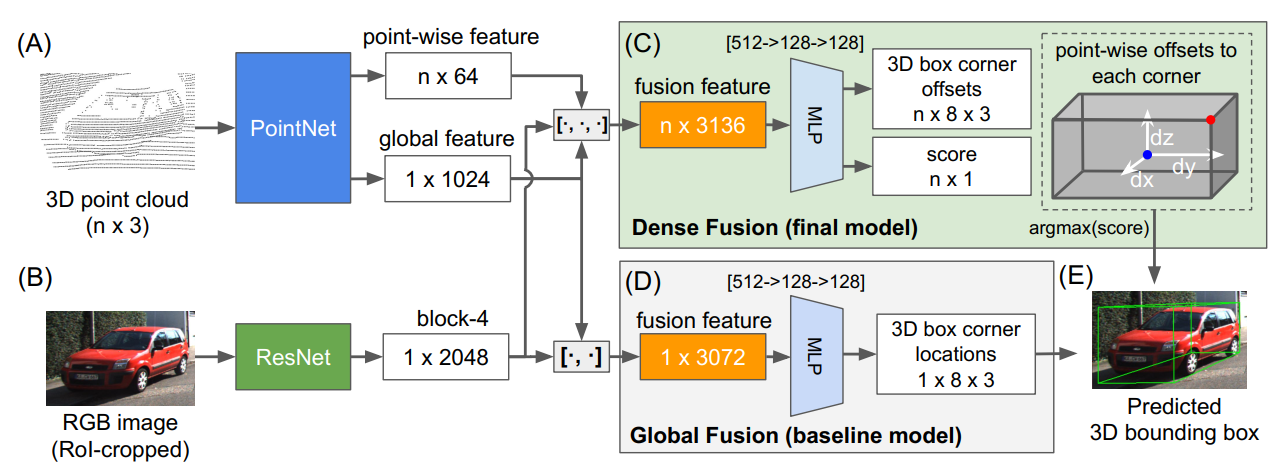 (A)
3D point cloud
(n x 3)
PointNet
point-wise feature
n x 64
global feature
1 x 1024
[·, ·, ·]
(B)
RGB image
(RoI-cropped)
ResNet
block-4
1 x 2048
[·, ·]
(C)
[512->128->128]
fusion feature
n x 3136
MLP
3D box corner
offsets
n x 8 x 3
score
n x 1
point-wise offsets to
each corner
dz
dy
dx
Dense Fusion (final model)
argmax(score)
(D)
[512->128->128]
fusion feature
1 x 3072
MLP
3D box corner
locations
1 x 8 x 3
Global Fusion (baseline model)
(E)
Predicted
3D bounding box